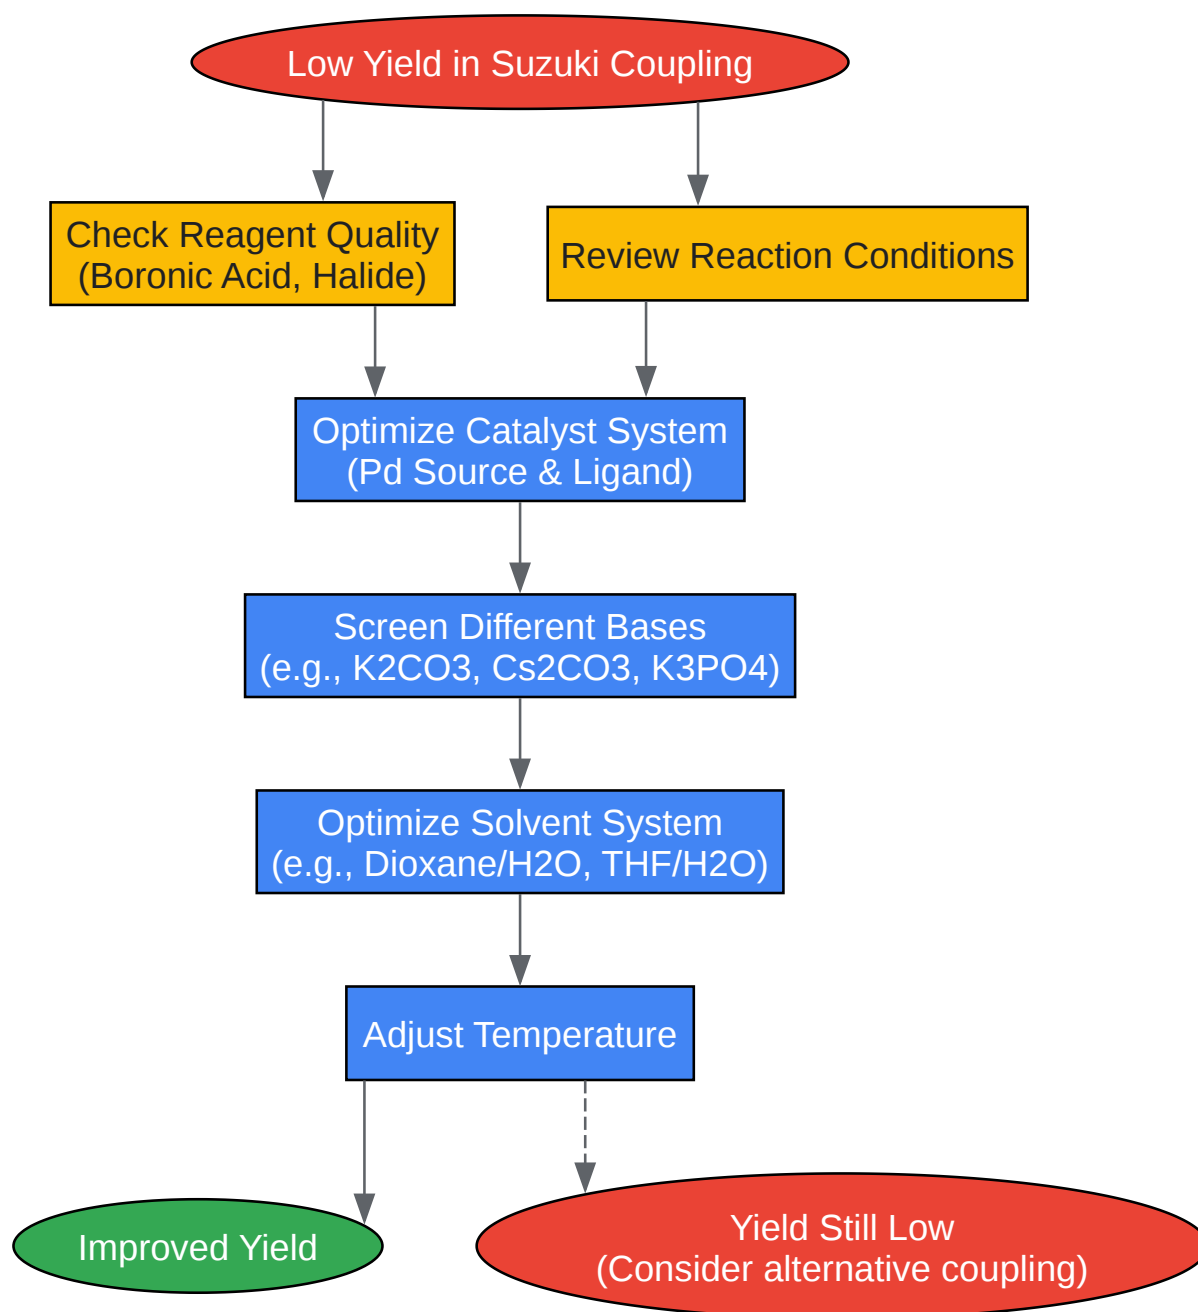 Low Yield in Suzuki Coupling
Check Reagent Quality
(Boronic Acid, Halide)
Review Reaction Conditions
Optimize Catalyst System
(Pd Source & Ligand)
Screen Different Bases
(e.g., K2CO3, Cs2CO3, K3PO4)
Optimize Solvent System
(e.g., Dioxane/H2O, THF/H2O)
Adjust Temperature
Improved Yield
Yield Still Low
(Consider alternative coupling)